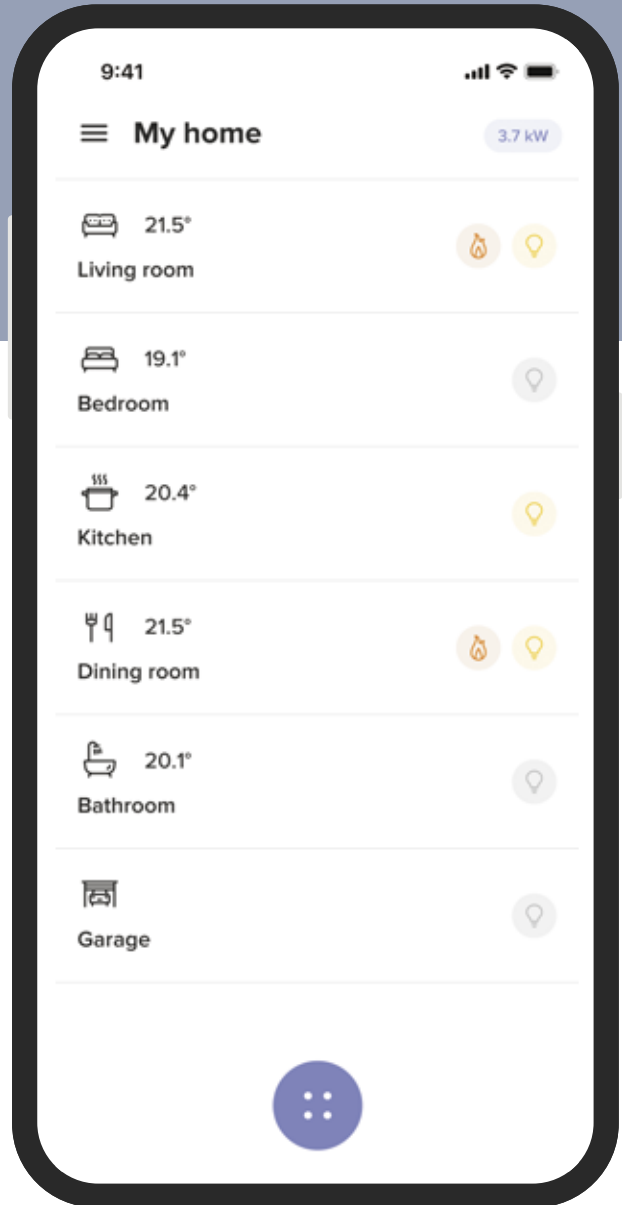 9:41
My home
3.7 kW
21.5°
Living room
19.1°
Bedroom
20.4°
Kitchen
21.5°
Dining room
20.1°
Bathroom
Garage